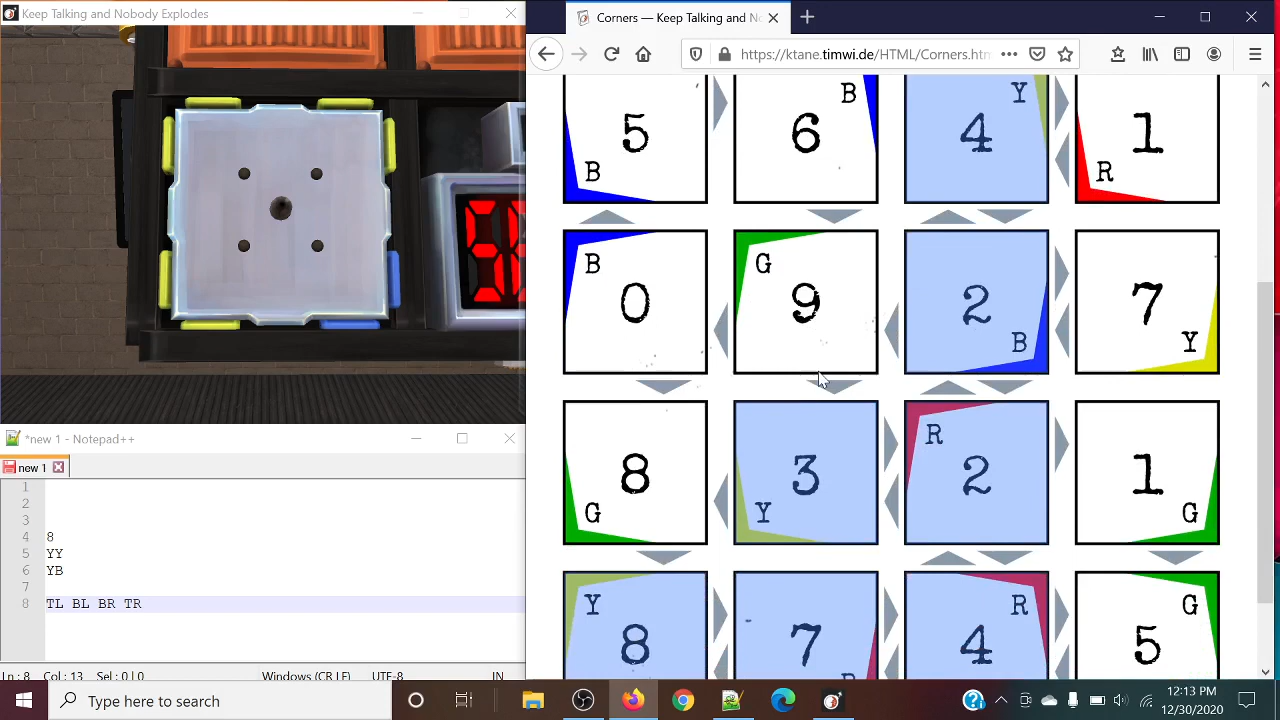 Keep Talking and Nobody Explodes
Corners — Keep Talking and No
https://ktane.timwi.de/HTML/Corners.htm
5 B
6 B
4 Y
1 R
B 0
G 9
2 B
7 Y
8 G
Y 3
R 2
1 G
Y 8
7
R 4
G 5
*new 1 - Notepad++
new 1
1
2
3
4 8
5 YY
6 YB
7
8 TL BL BR TR
Ln : 8 Col : 13 Sel : 0 | 0
Windows (CR LF)
UTF-8
IN
Type here to search
12:13 PM
12/30/2020